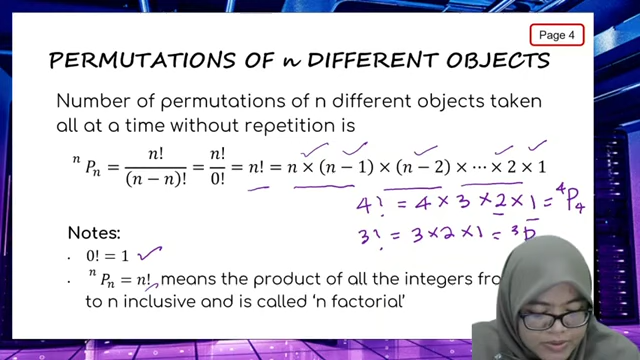 Page 4
PERMUTATIONS OF n DIFFERENT OBJECTS
Number of permutations of n different objects taken
all at a time without repetition is
ⁿPₙ = n!/(n − n)! = n!/0! = n! = n × (n − 1) × (n − 2) × ⋯ × 2 × 1
4! = 4 × 3 × 2 × 1 = ⁴P₄
3! = 3 × 2 × 1 = ³P
Notes:
· 0! = 1
· ⁿPₙ = n! means the product of all the integers
to n inclusive and is called 'n factorial'